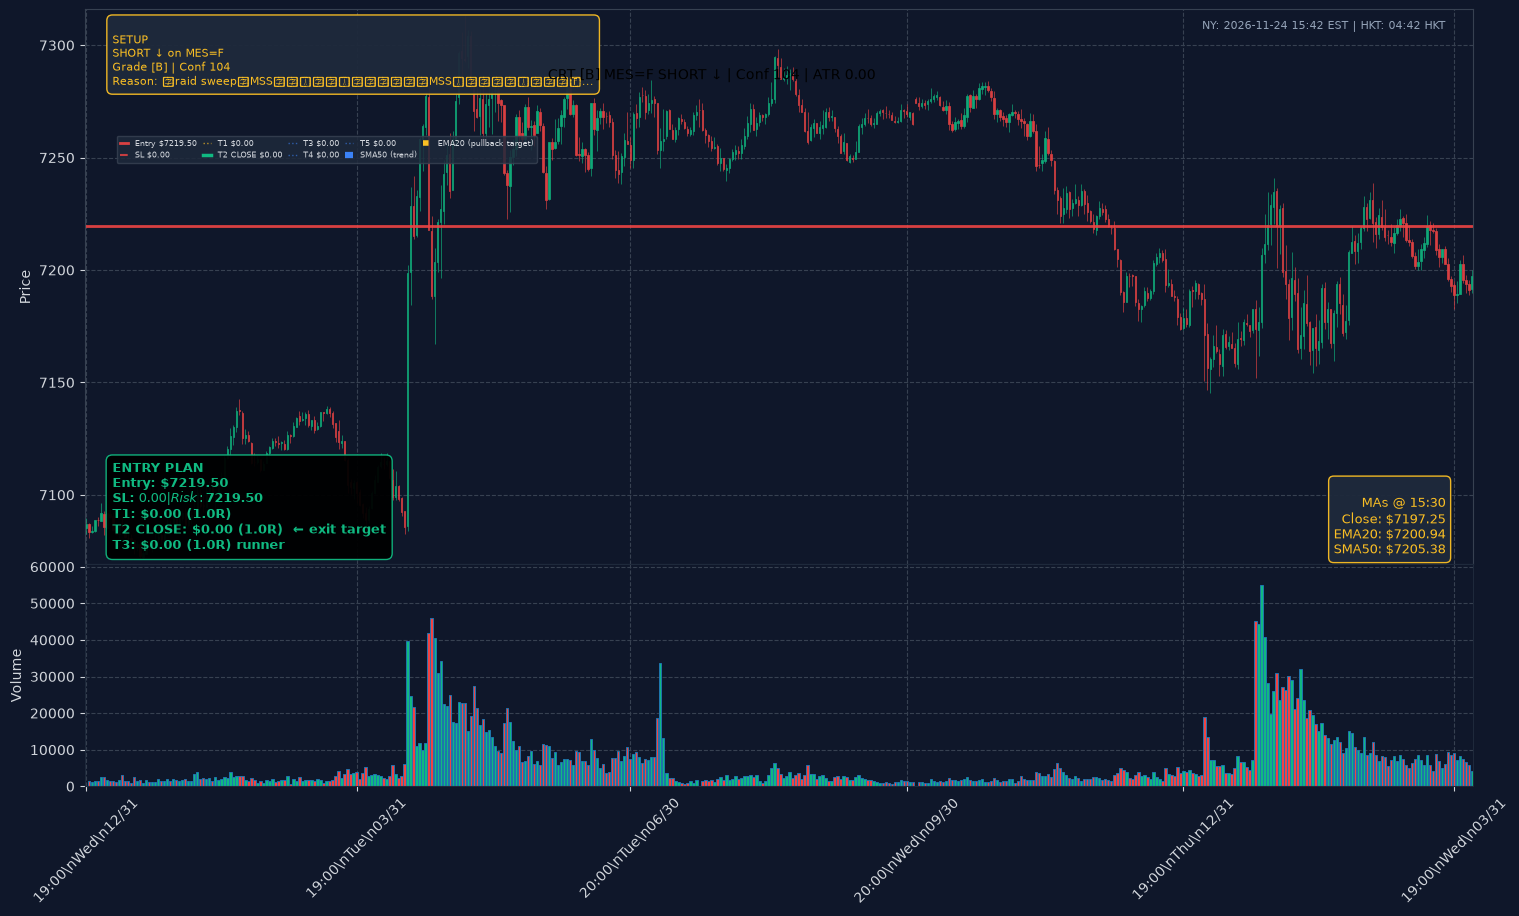 NY: 2026-11-24 15:42 EST | HKT: 04:42 HKT
SETUP
SHORT ↓ on MES=F
Grade [B] | Conf 104
Reason: raid sweep MSS MSS ...
CRT [B] MES=F SHORT ↓ | Conf 104 | ATR 0.00
Entry $7219.50
SL $0.00
T1 $0.00
T2 CLOSE $0.00
T3 $0.00
T4 $0.00
T5 $0.00
SMA50 (trend)
EMA20 (pullback target)
Price
7300
7250
7200
7150
7100
ENTRY PLAN
Entry: $7219.50
SL: 0.00|Risk:7219.50
T1: $0.00 (1.0R)
T2 CLOSE: $0.00 (1.0R) ← exit target
T3: $0.00 (1.0R) runner
MAs @ 15:30
Close: $7197.25
EMA20: $7200.94
SMA50: $7205.38
Volume
60000
50000
40000
30000
20000
10000
0
19:00\nWed\n12/31
19:00\nTue\n03/31
20:00\nTue\n06/30
20:00\nWed\n09/30
19:00\nThu\n12/31
19:00\nWed\n03/31